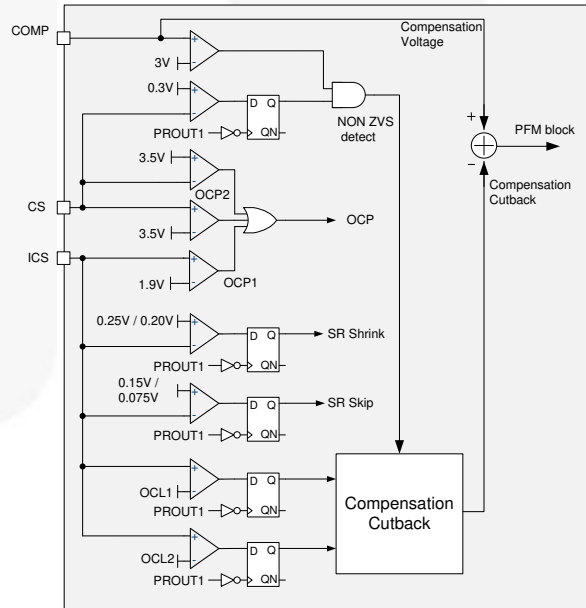 COMP
Compensation
Voltage
+
-
3V
0.3V
+
-
D Q
QN
PROUT1
NON ZVS
detect
+
-
PFM block
Compensation
Cutback
3.5V
+
-
OCP2
CS
+
-
3.5V
OCP
ICS
+
-
1.9V
OCP1
0.25V / 0.20V
+
-
D Q
QN
SR Shrink
PROUT1
0.15V /
0.075V
+
-
D Q
QN
SR Skip
PROUT1
+
-
OCL1
D Q
QN
PROUT1
Compensation
Cutback
+
-
OCL2
D Q
QN
PROUT1